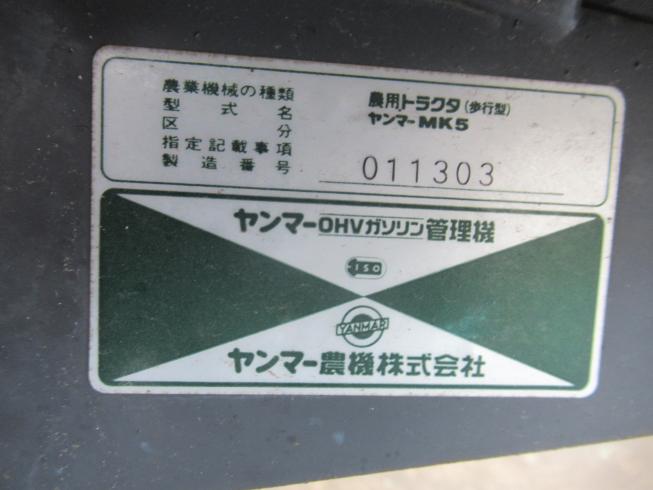 農業機械の種類 農用トラクタ(歩行型)
型式名 ヤンマーMK5
区分
指定記載事項
製造番号 011303
ヤンマーOHVガソリン管理機
ISO
YANMAR
ヤンマー農機株式会社